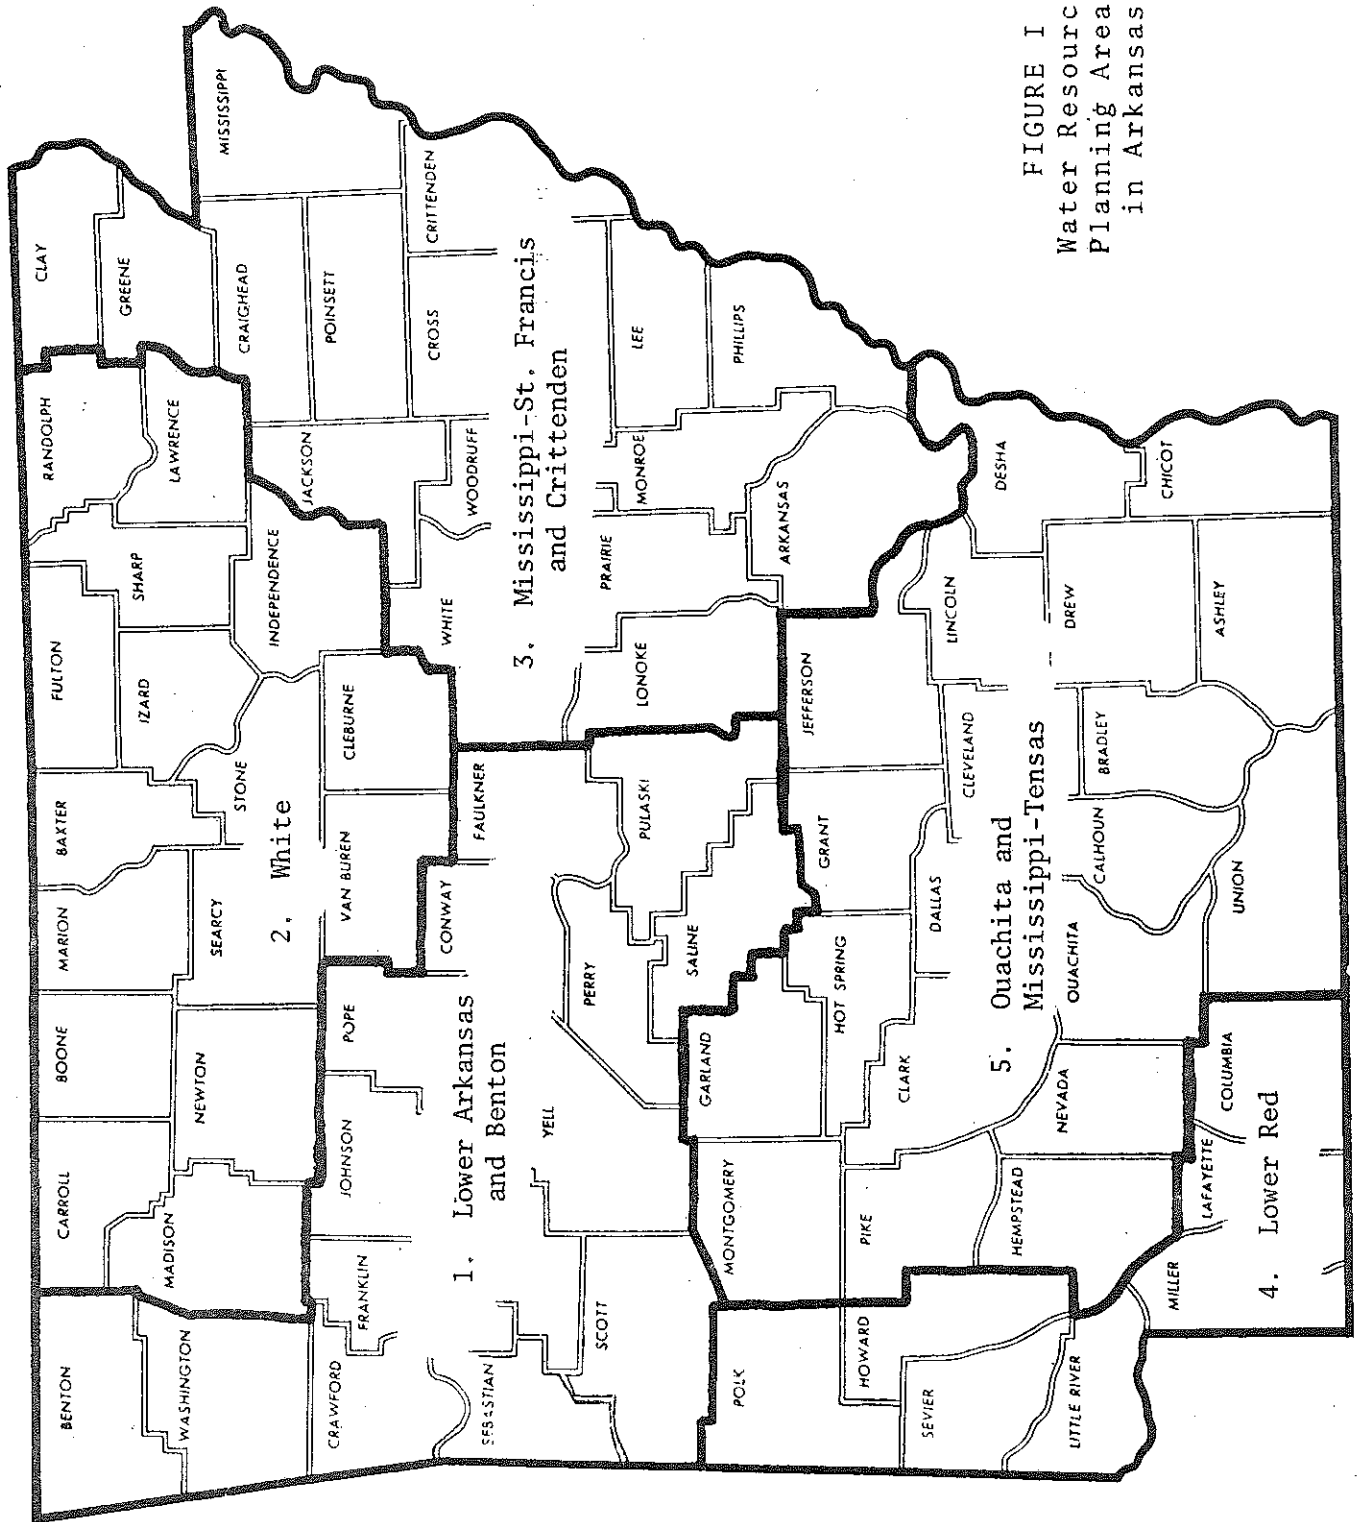 FIGURE I
Water Resourc
Planning Area
in Arkansas
BENTON
CARROLL
BOONE
MARION
BAXTER
FULTON
RANDOLPH
CLAY
WASHINGTON
MADISON
NEWTON
SEARCY
STONE
IZARD
SHARP
LAWRENCE
GREENE
MISSISSIPPI
2. White
CRAWFORD
FRANKLIN
JOHNSON
POPE
VAN BUREN
CLEBURNE
INDEPENDENCE
JACKSON
CRAIGHEAD
POINSETT
1. Lower Arkansas
and Benton
SEBASTIAN
CONWAY
FAULKNER
WHITE
WOODRUFF
CROSS
CRITTENDEN
3. Mississippi-St. Francis
and Crittenden
SCOTT
YELL
PERRY
PULASKI
LONOKE
PRAIRIE
MONROE
LEE
PHILLIPS
POLK
MONTGOMERY
GARLAND
SALINE
HOT SPRING
GRANT
JEFFERSON
ARKANSAS
HOWARD
PIKE
CLARK
DALLAS
CLEVELAND
LINCOLN
DESHA
SEVIER
5. Ouachita and
Mississippi-Tensas
LITTLE RIVER
HEMPSTEAD
NEVADA
OUACHITA
CALHOUN
BRADLEY
DREW
CHICOT
MILLER
LAFAYETTE
COLUMBIA
UNION
ASHLEY
4. Lower Red